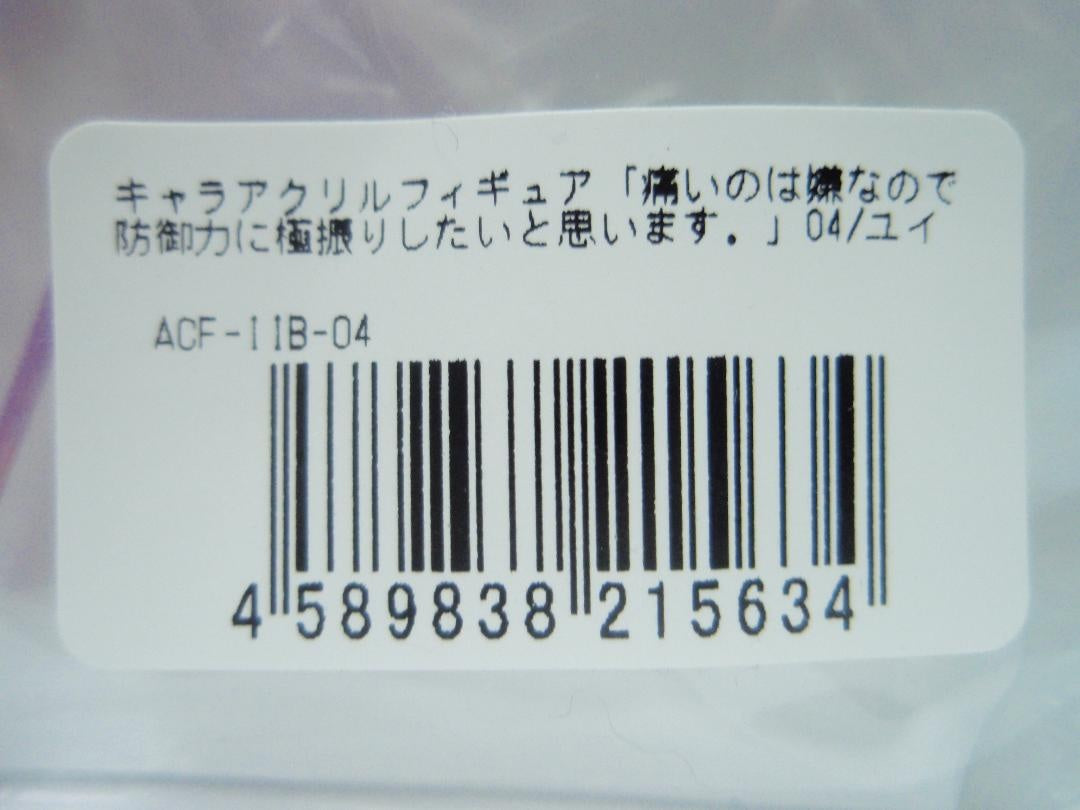 キャラアクリルフィギュア「痛いのは嫌なので
防御力に極振りしたいと思います。」04/ユイ
ACF-IIB-04
4 589838 215634